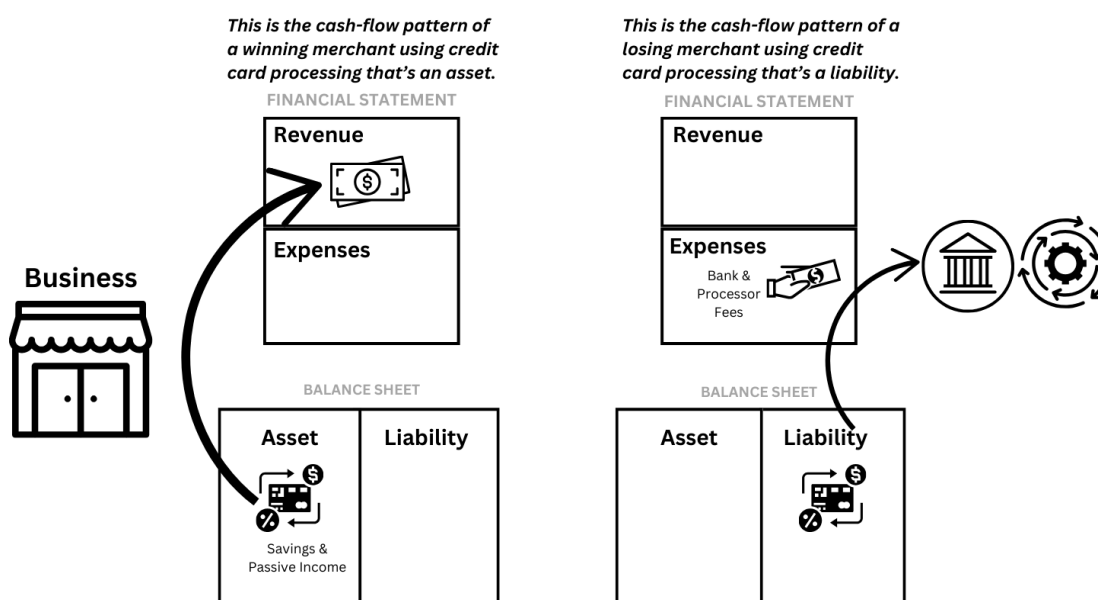 This is the cash-flow pattern of
a winning merchant using credit
card processing that's an asset.
FINANCIAL STATEMENT
Revenue
Expenses
Business
BALANCE SHEET
Asset
Liability
Savings &
Passive Income
This is the cash-flow pattern of a
losing merchant using credit
card processing that's a liability.
FINANCIAL STATEMENT
Revenue
Expenses
Bank &
Processor
Fees
BALANCE SHEET
Asset
Liability